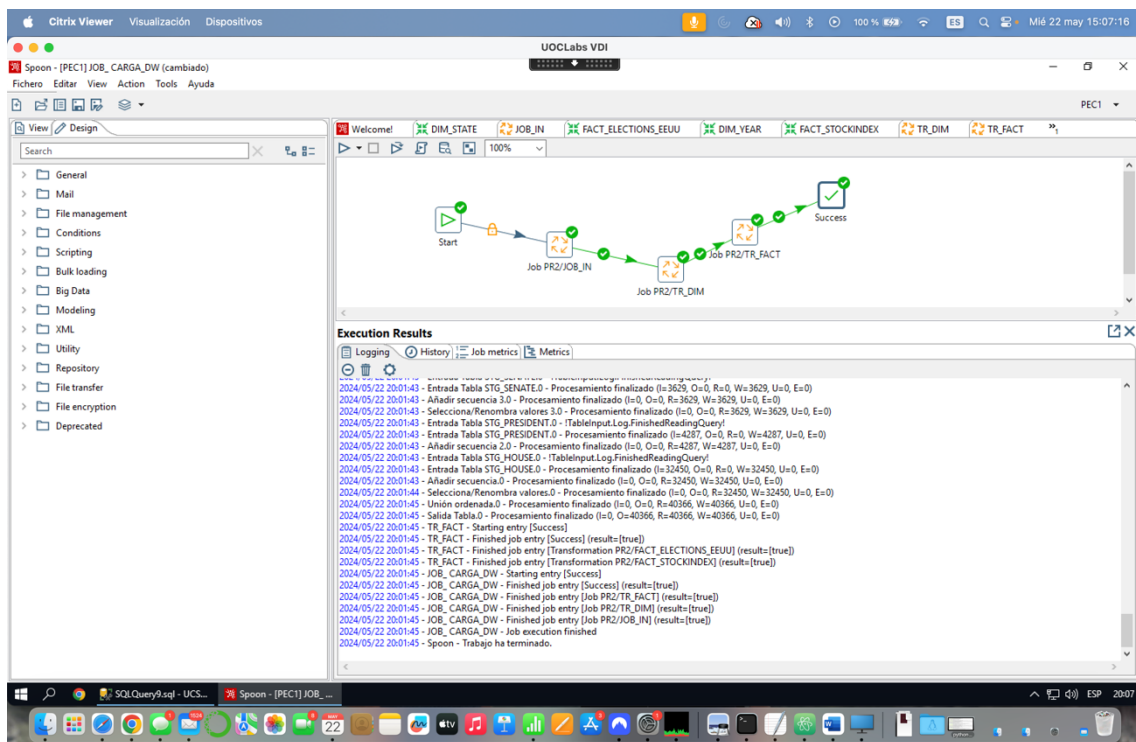 Citrix Viewer Visualización Dispositivos 100 % ES Mié 22 may 15:07:16
UOCLabs VDI
Spoon - [PEC1] JOB_ CARGA_DW (cambiado)
Fichero Editar View Action Tools Ayuda
PEC1
View Design
Welcome! DIM_STATE JOB_IN FACT_ELECTIONS_EEUU DIM_YEAR FACT_STOCKINDEX TR_DIM TR_FACT »1
Search
100%
General
Mail
File management
Conditions
Scripting
Bulk loading
Big Data
Modeling
XML
Utility
Repository
File transfer
File encryption
Deprecated
Start
Job PR2/JOB_IN
Job PR2/TR_DIM
Job PR2/TR_FACT
Success
Execution Results
Logging History Job metrics Metrics
2024/05/22 20:01:43 - Entrada Tabla STG_SENATE.0 - !TableInput.Log.FinishedReadingQuery!
2024/05/22 20:01:43 - Entrada Tabla STG_SENATE.0 - Procesamiento finalizado (I=3629, O=0, R=0, W=3629, U=0, E=0)
2024/05/22 20:01:43 - Añadir secuencia 3.0 - Procesamiento finalizado (I=0, O=0, R=3629, W=3629, U=0, E=0)
2024/05/22 20:01:43 - Selecciona/Renombra valores 3.0 - Procesamiento finalizado (I=0, O=0, R=3629, W=3629, U=0, E=0)
2024/05/22 20:01:43 - Entrada Tabla STG_PRESIDENT.0 - !TableInput.Log.FinishedReadingQuery!
2024/05/22 20:01:43 - Entrada Tabla STG_PRESIDENT.0 - Procesamiento finalizado (I=4287, O=0, R=0, W=4287, U=0, E=0)
2024/05/22 20:01:43 - Añadir secuencia 2.0 - Procesamiento finalizado (I=0, O=0, R=4287, W=4287, U=0, E=0)
2024/05/22 20:01:43 - Entrada Tabla STG_HOUSE.0 - !TableInput.Log.FinishedReadingQuery!
2024/05/22 20:01:43 - Entrada Tabla STG_HOUSE.0 - Procesamiento finalizado (I=32450, O=0, R=0, W=32450, U=0, E=0)
2024/05/22 20:01:43 - Añadir secuencia.0 - Procesamiento finalizado (I=0, O=0, R=32450, W=32450, U=0, E=0)
2024/05/22 20:01:44 - Selecciona/Renombra valores.0 - Procesamiento finalizado (I=0, O=0, R=32450, W=32450, U=0, E=0)
2024/05/22 20:01:45 - Unión ordenada.0 - Procesamiento finalizado (I=0, O=0, R=40366, W=40366, U=0, E=0)
2024/05/22 20:01:45 - Salida Tabla.0 - Procesamiento finalizado (I=0, O=40366, R=40366, W=40366, U=0, E=0)
2024/05/22 20:01:45 - TR_FACT - Starting entry [Success]
2024/05/22 20:01:45 - TR_FACT - Finished job entry [Success] (result=[true])
2024/05/22 20:01:45 - TR_FACT - Finished job entry [Transformation PR2/FACT_ELECTIONS_EEUU] (result=[true])
2024/05/22 20:01:45 - TR_FACT - Finished job entry [Transformation PR2/FACT_STOCKINDEX] (result=[true])
2024/05/22 20:01:45 - JOB_ CARGA_DW - Starting entry [Success]
2024/05/22 20:01:45 - JOB_ CARGA_DW - Finished job entry [Success] (result=[true])
2024/05/22 20:01:45 - JOB_ CARGA_DW - Finished job entry [Job PR2/TR_FACT] (result=[true])
2024/05/22 20:01:45 - JOB_ CARGA_DW - Finished job entry [Job PR2/TR_DIM] (result=[true])
2024/05/22 20:01:45 - JOB_ CARGA_DW - Finished job entry [Job PR2/JOB_IN] (result=[true])
2024/05/22 20:01:45 - JOB_ CARGA_DW - Job execution finished
2024/05/22 20:01:45 - Spoon - Trabajo ha terminado.
SQLQuery9.sql - UCS... Spoon - [PEC1] JOB_ ... ESP 20:07
22 tv